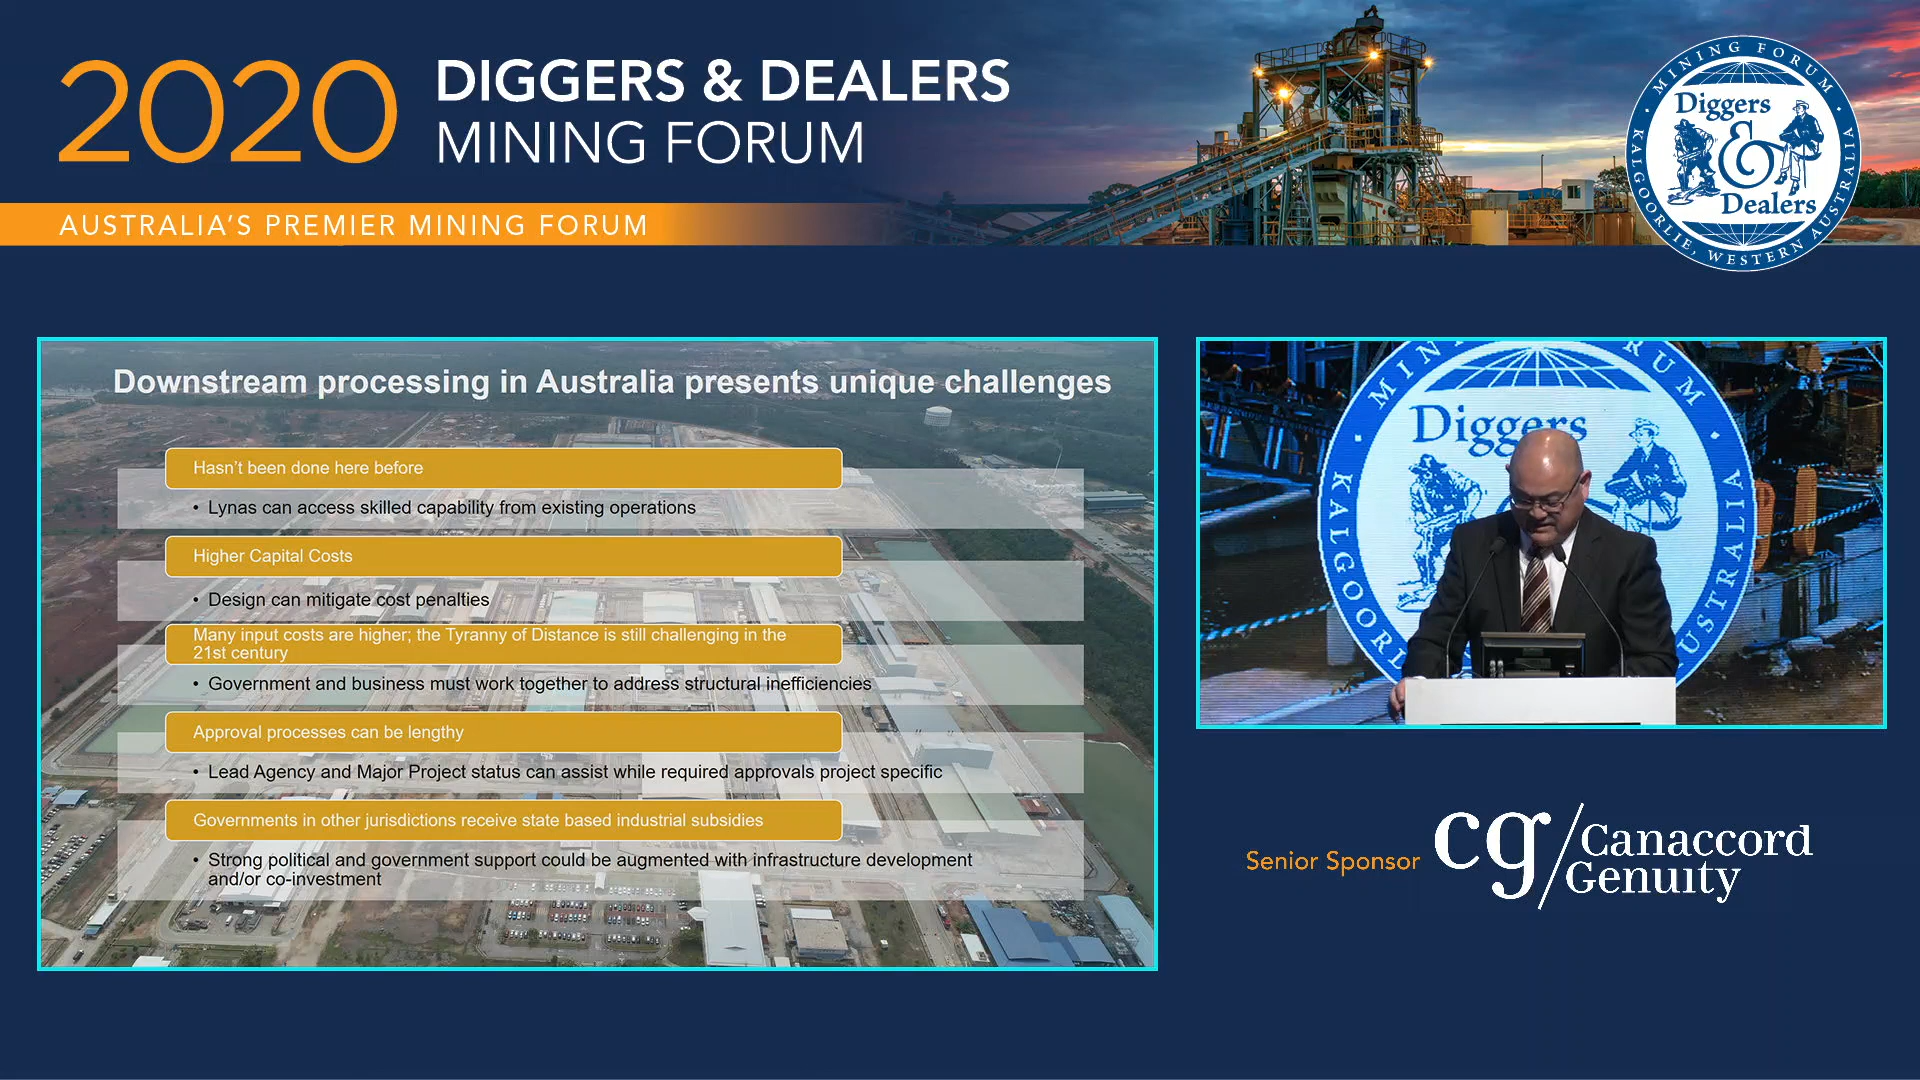 2020
DIGGERS & DEALERS
MINING FORUM
AUSTRALIA'S PREMIER MINING FORUM
MINING FORUM
Diggers
&
Dealers
KALGOORLIE, WESTERN AUSTRALIA
Downstream processing in Australia presents unique challenges
Hasn't been done here before
• Lynas can access skilled capability from existing operations
Higher Capital Costs
• Design can mitigate cost penalties
Many input costs are higher; the Tyranny of Distance is still challenging in the
21st century
• Government and business must work together to address structural inefficiencies
Approval processes can be lengthy
• Lead Agency and Major Project status can assist while required approvals project specific
Governments in other jurisdictions receive state based industrial subsidies
• Strong political and government support could be augmented with infrastructure development
and/or co-investment
Diggers
Senior Sponsor
cg/Canaccord
Genuity